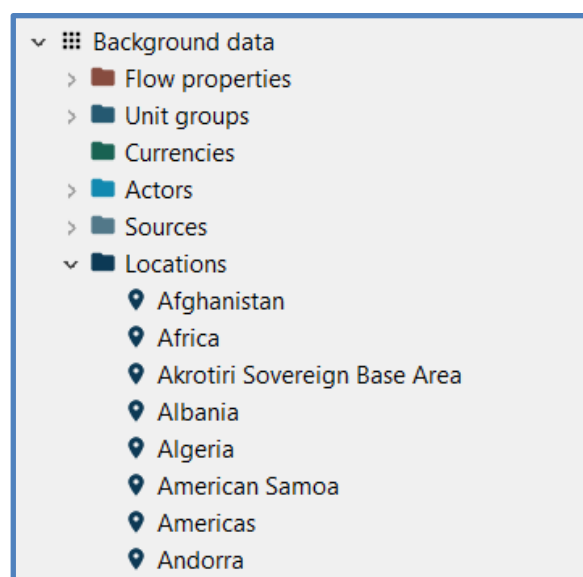 Background data
Flow properties
Unit groups
Currencies
Actors
Sources
Locations
Afghanistan
Africa
Akrotiri Sovereign Base Area
Albania
Algeria
American Samoa
Americas
Andorra